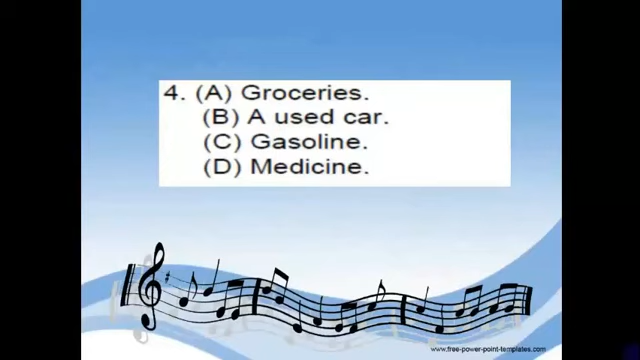 4. (A) Groceries.
(B) A used car.
(C) Gasoline.
(D) Medicine.
www.free-power-point-templates.com